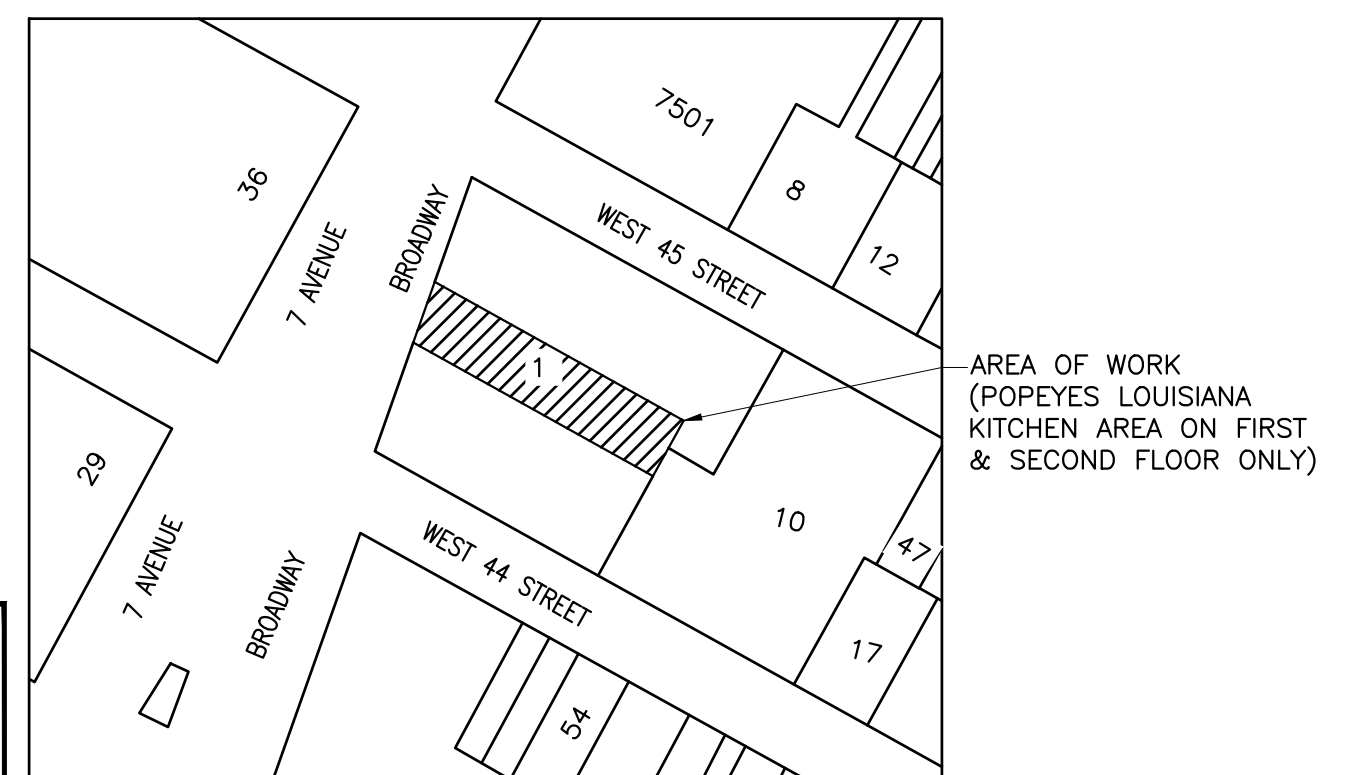 7501
36
8
BROADWAY
WEST 45 STREET
12
7 AVENUE
1
AREA OF WORK
(POPEYES LOUISIANA
KITCHEN AREA ON FIRST
& SECOND FLOOR ONLY)
29
10
47
7 AVENUE
WEST 44 STREET
BROADWAY
17
54